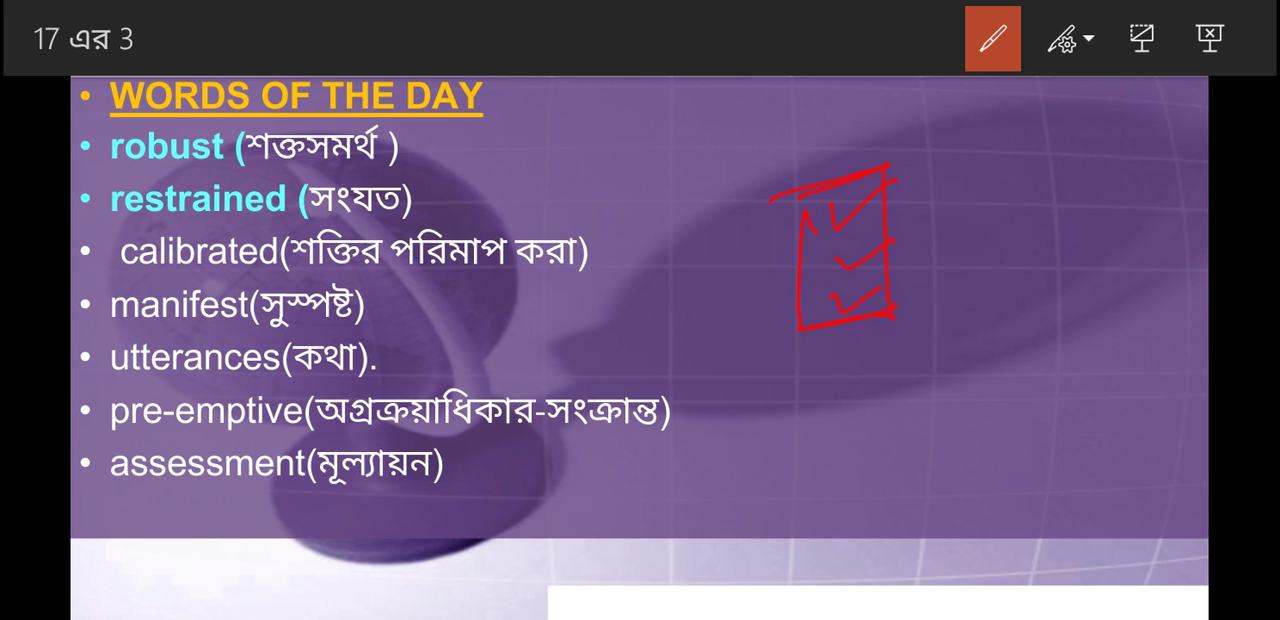 17 এর 3
• WORDS OF THE DAY
• robust (শক্তসমর্থ )
• restrained (সংযত)
• calibrated(শক্তির পরিমাপ করা)
• manifest(সুস্পষ্ট)
• utterances(কথা).
• pre-emptive(অগ্রক্রয়াধিকার-সংক্রান্ত)
• assessment(মূল্যায়ন)